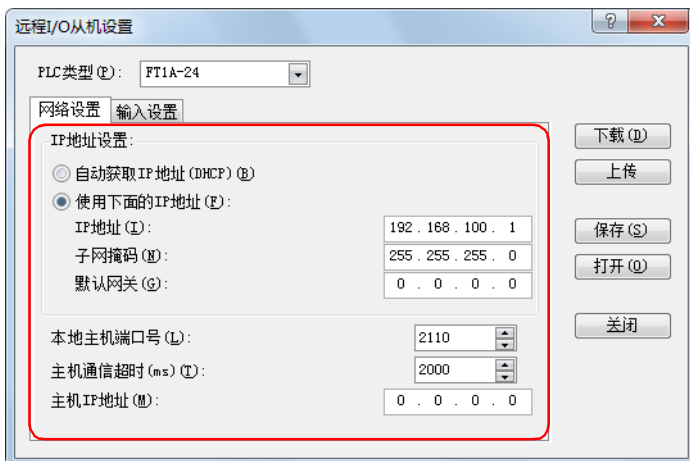 远程I/O从机设置
PLC类型(P): FT1A-24
网络设置 输入设置
IP地址设置:
自动获取IP地址(DHCP)(B)
使用下面的IP地址(F):
IP地址(I): 192 . 168 . 100 . 1
子网掩码(N): 255 . 255 . 255 . 0
默认网关(G): 0 . 0 . 0 . 0
本地主机端口号(L): 2110
主机通信超时(ms)(T): 2000
主机IP地址(M): 0 . 0 . 0 . 0
下载(D)
上传
保存(S)
打开(O)
关闭